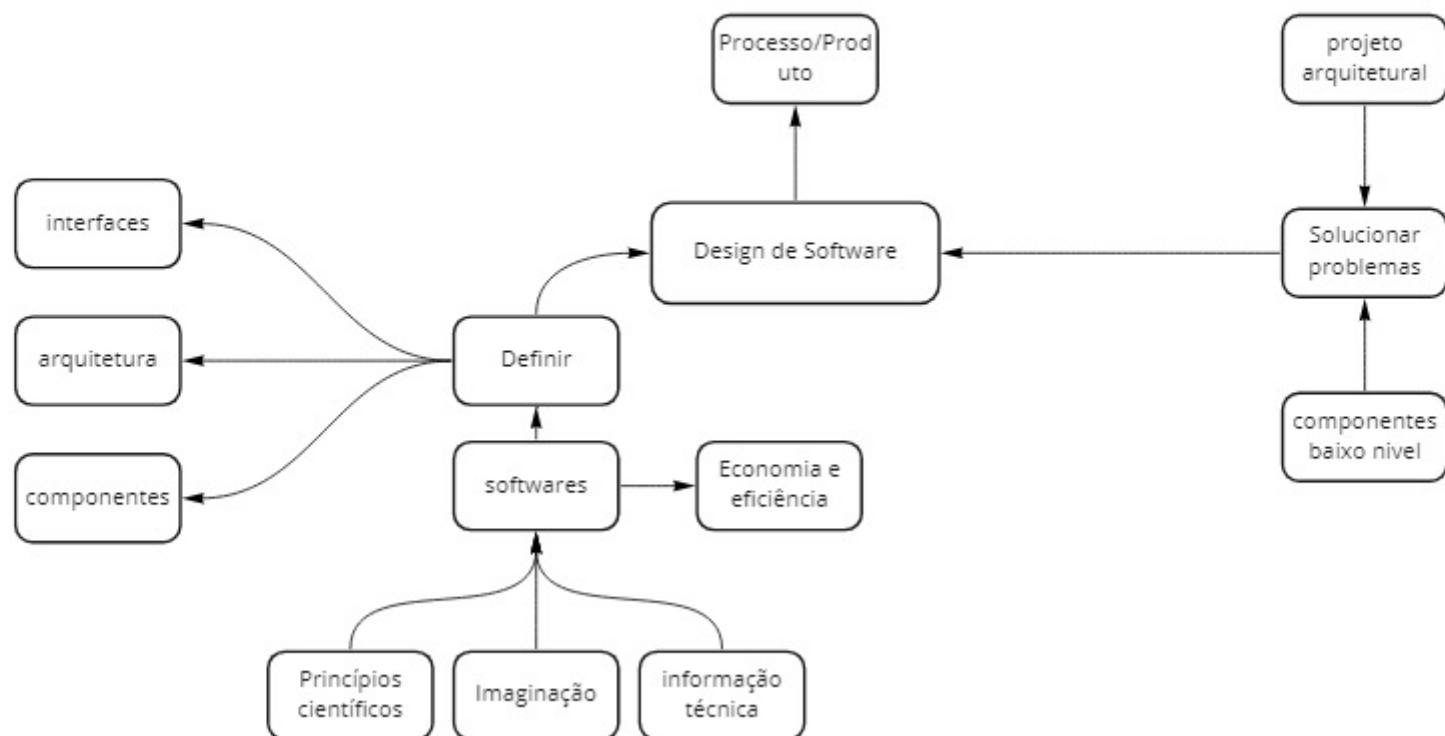 Processo/Prod
uto
projeto
arquitetural
interfaces
Design de Software
Solucionar
problemas
arquitetura
Definir
componentes
baixo nivel
componentes
softwares
Economia e
eficiência
Princípios
científicos
Imaginação
informação
técnica